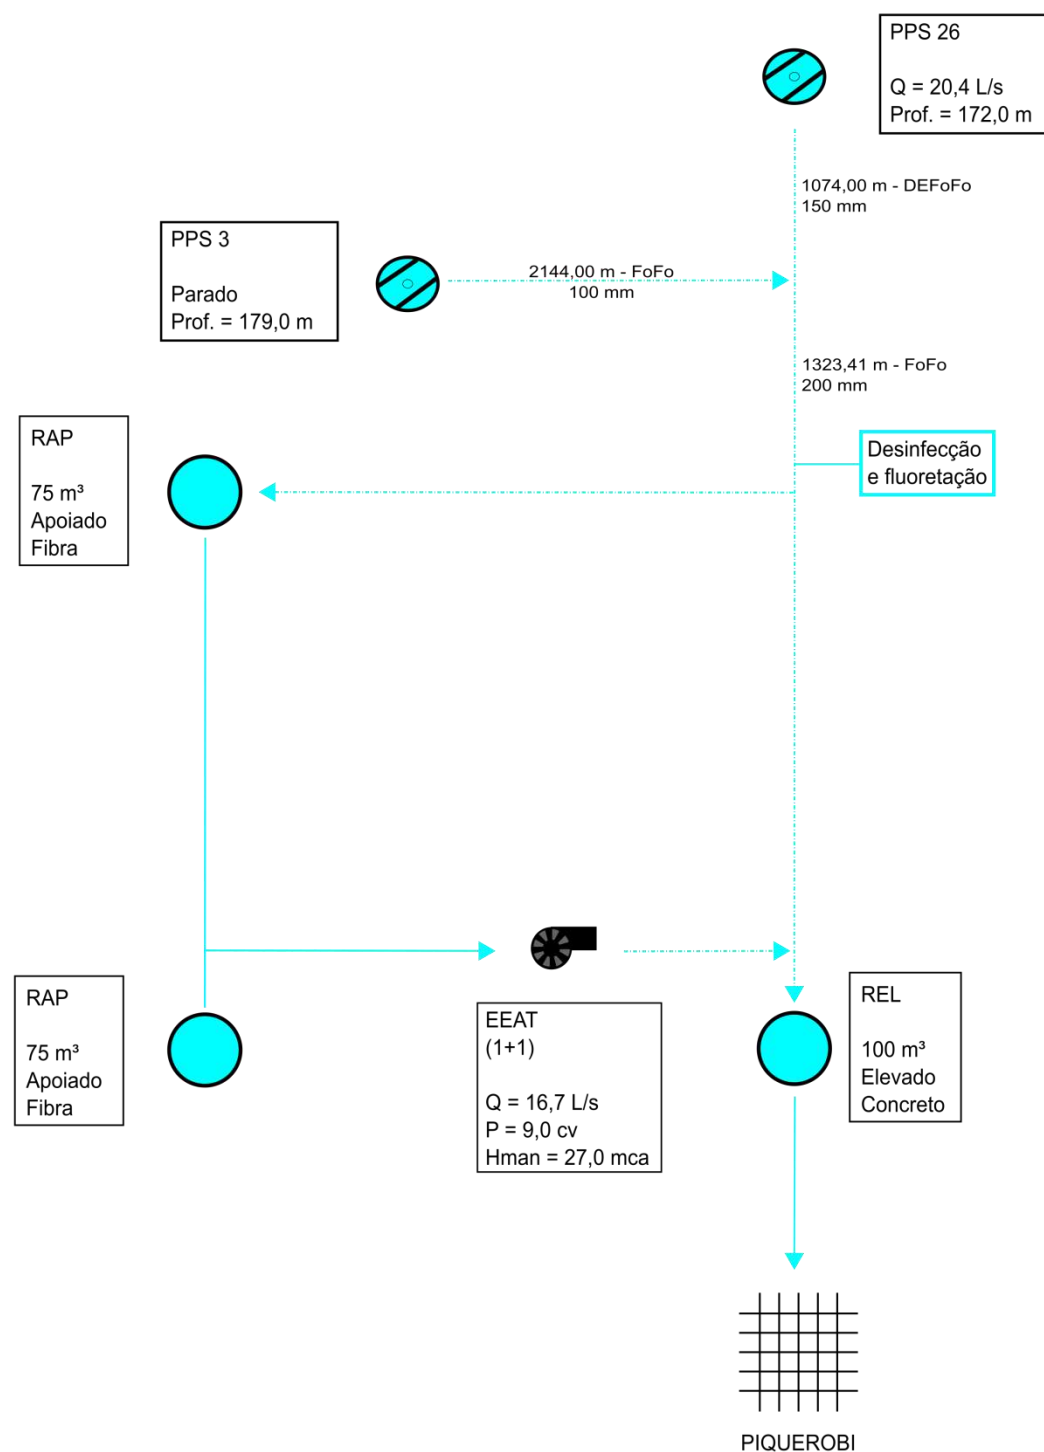 PPS 26
Q = 20,4 L/s
Prof. = 172,0 m
1074,00 m - DEFoFo
150 mm
PPS 3
Parado
Prof. = 179,0 m
2144,00 m - FoFo
100 mm
1323,41 m - FoFo
200 mm
RAP
75 m³
Apoiado
Fibra
Desinfecção
e fluoretação
RAP
75 m³
Apoiado
Fibra
EEAT
(1+1)
Q = 16,7 L/s
P = 9,0 cv
Hman = 27,0 mca
REL
100 m³
Elevado
Concreto
PIQUEROBI